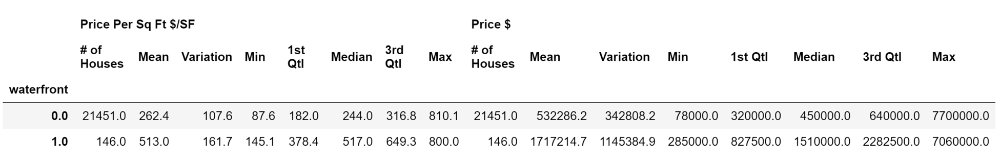 Price Per Sq Ft $/SF Price $
# of Houses Mean Variation Min 1st Qtl Median 3rd Qtl Max # of Houses Mean Variation Min 1st Qtl Median 3rd Qtl Max
waterfront
0.0 21451.0 262.4 107.6 87.6 182.0 244.0 316.8 810.1 21451.0 532286.2 342808.2 78000.0 320000.0 450000.0 640000.0 7700000.0
1.0 146.0 513.0 161.7 145.1 378.4 517.0 649.3 800.0 146.0 1717214.7 1145384.9 285000.0 827500.0 1510000.0 2282500.0 7060000.0